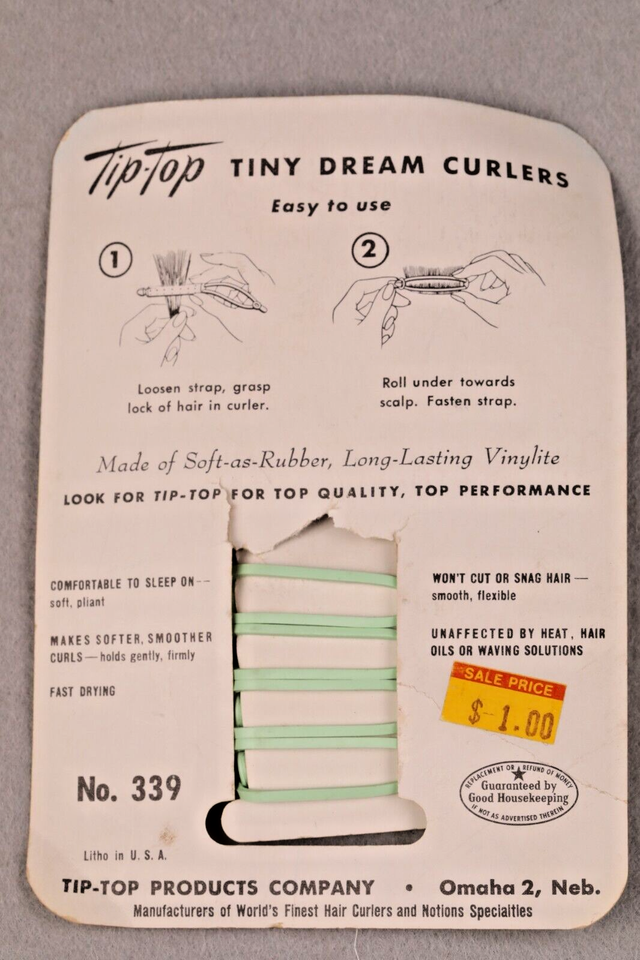 Tip-Top TINY DREAM CURLERS
Easy to use
1
2
Loosen strap, grasp
lock of hair in curler.
Roll under towards
scalp. Fasten strap.
Made of Soft-as-Rubber, Long-Lasting Vinylite
LOOK FOR TIP-TOP FOR TOP QUALITY, TOP PERFORMANCE
COMFORTABLE TO SLEEP ON--
soft, pliant
MAKES SOFTER, SMOOTHER
CURLS—holds gently, firmly
FAST DRYING
WON'T CUT OR SNAG HAIR—
smooth, flexible
UNAFFECTED BY HEAT, HAIR
OILS OR WAVING SOLUTIONS
SALE PRICE
$ 1.00
No. 339
REPLACEMENT OR REFUND OF MONEY
Guaranteed by
Good Housekeeping
IF NOT AS ADVERTISED THEREIN
Litho in U. S. A.
TIP-TOP PRODUCTS COMPANY • Omaha 2, Neb.
Manufacturers of World's Finest Hair Curlers and Notions Specialties